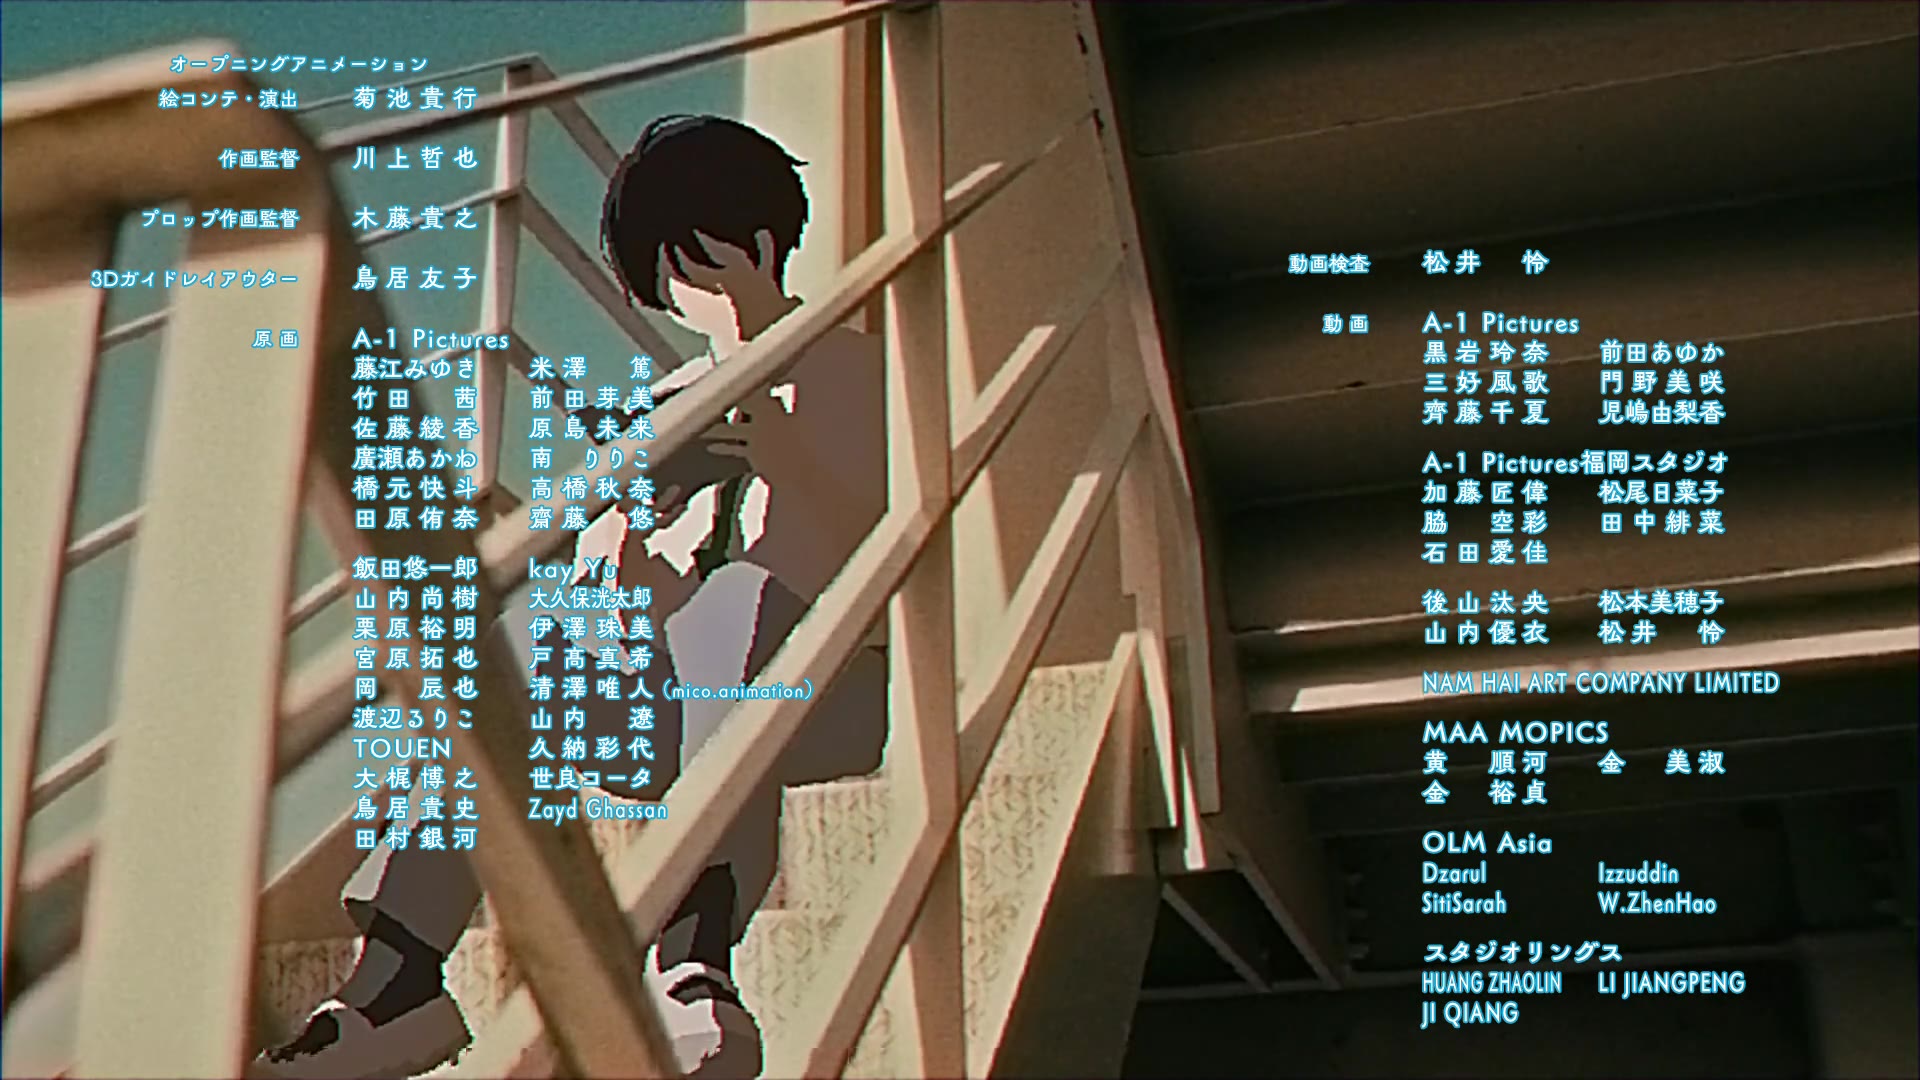 オープニングアニメーション
絵コンテ・演出 菊池貴行
作画監督 川上哲也
プロップ作画監督 木藤貴之
3Dガイドレイアウター 鳥居友子
原画 A-1 Pictures
藤江みゆき 米澤 篤
竹田 茜 前田芽美
佐藤綾香 原島未来
廣瀬あかね 南 りりこ
橋元快斗 高橋秋奈
田原侑奈 齋藤 悠
飯田悠一郎 kay Yu
山内尚樹 大久保洸太郎
栗原裕明 伊澤珠美
宮原拓也 戸髙真希
岡 辰也 清澤唯人(mico.animation)
渡辺るりこ 山内 遼
TOUEN 久納彩代
大梶博之 世良コータ
鳥居貴史 Zayd Ghassan
田村銀河
動画検査 松井 怜
動画 A-1 Pictures
黒岩玲奈 前田あゆか
三好風歌 門野美咲
齊藤千夏 児嶋由梨香
A-1 Pictures福岡スタジオ
加藤匠偉 松尾日菜子
脇 空彩 田中緋菜
石田愛佳
後山汰央 松本美穂子
山内優衣 松井 怜
NAM HAI ART COMPANY LIMITED
MAA MOPICS
黄 順河 金 美淑
金 裕貞
OLM Asia
Dzarul Izzuddin
SitiSarah W.ZhenHao
スタジオリングス
HUANG ZHAOLIN LI JIANGPENG
JI QIANG